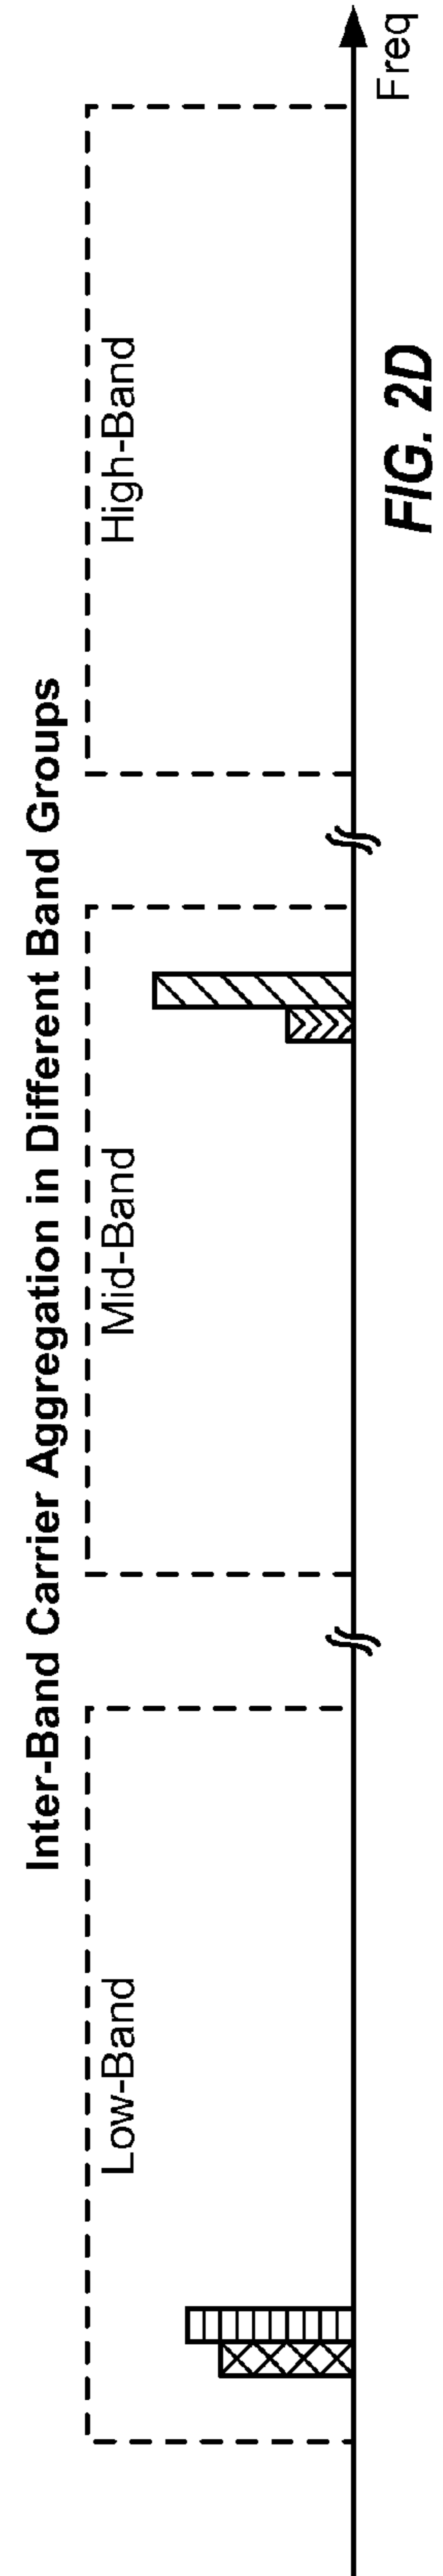 Inter-Band Carrier Aggregation in Different Band Groups
Low-Band
Mid-Band
High-Band
Freq
FIG. 2D